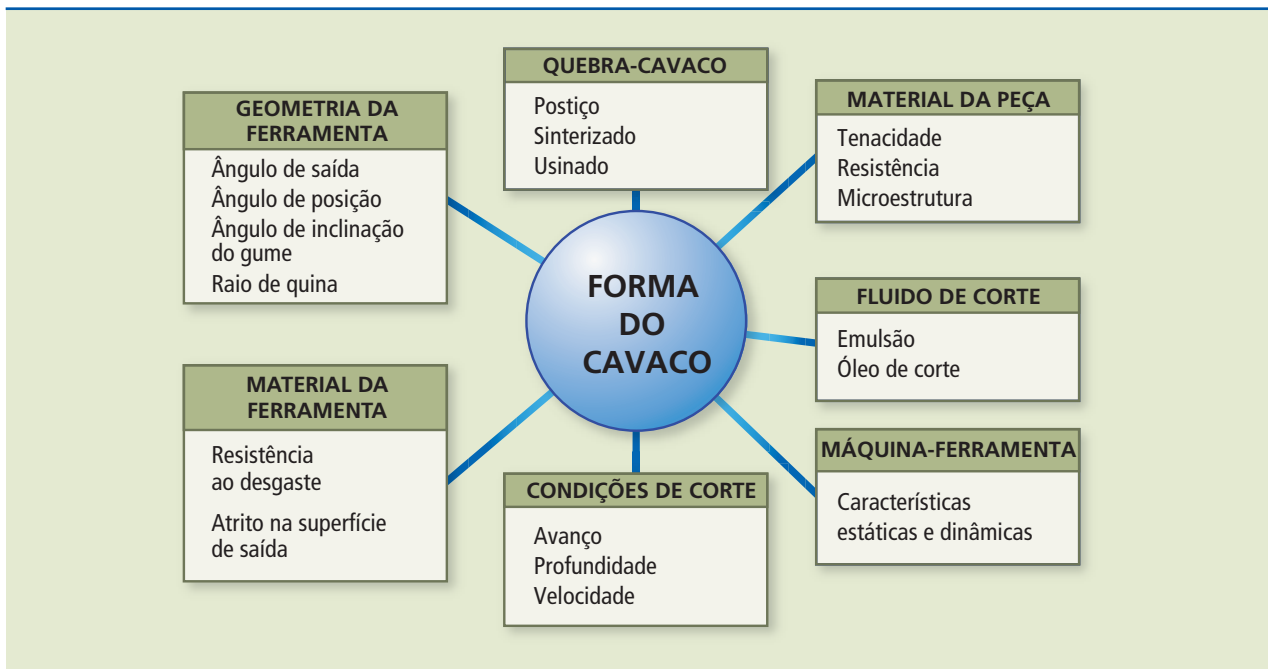 QUEBRA-CAVACO
Postiço
Sinterizado
Usinado
GEOMETRIA DA
FERRAMENTA
Ângulo de saída
Ângulo de posição
Ângulo de inclinação
do gume
Raio de quina
MATERIAL DA PEÇA
Tenacidade
Resistência
Microestrutura
FORMA
DO
CAVACO
FLUIDO DE CORTE
Emulsão
Óleo de corte
MATERIAL DA
FERRAMENTA
Resistência
ao desgaste
Atrito na superfície
de saída
CONDIÇÕES DE CORTE
Avanço
Profundidade
Velocidade
MÁQUINA-FERRAMENTA
Características
estáticas e dinâmicas